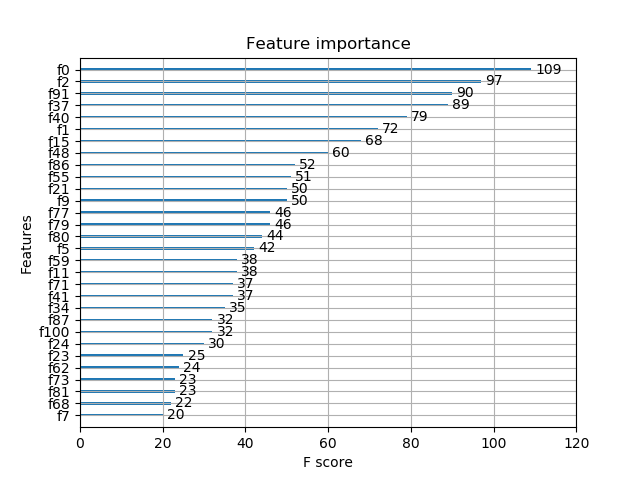 Feature importance
Features
f0 109
f2 97
f91 90
f37 89
f40 79
f1 72
f15 68
f48 60
f86 52
f55 51
f21 50
f9 50
f77 46
f79 46
f80 44
f5 42
f59 38
f11 38
f71 37
f41 37
f34 35
f87 32
f100 32
f24 30
f23 25
f62 24
f73 23
f81 23
f68 22
f7 20
0 20 40 60 80 100 120
F score